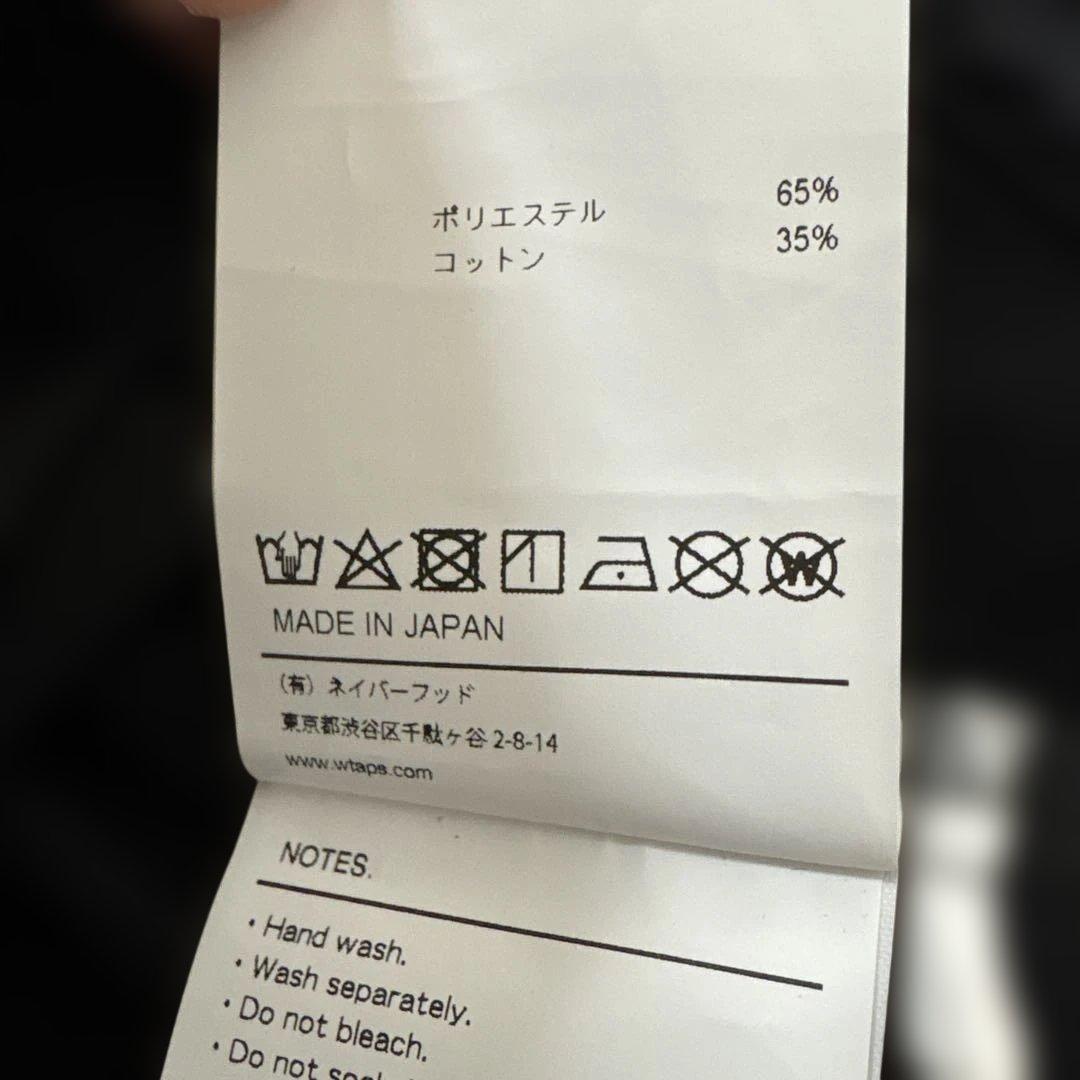 ポリエステル 65%
コットン 35%
W
MADE IN JAPAN
(有) ネイバーフッド
東京都渋谷区千駄ヶ谷 2-8-14
www.wtaps.com
NOTES.
・Hand wash.
・Wash separately.
・Do not bleach.
・Do not